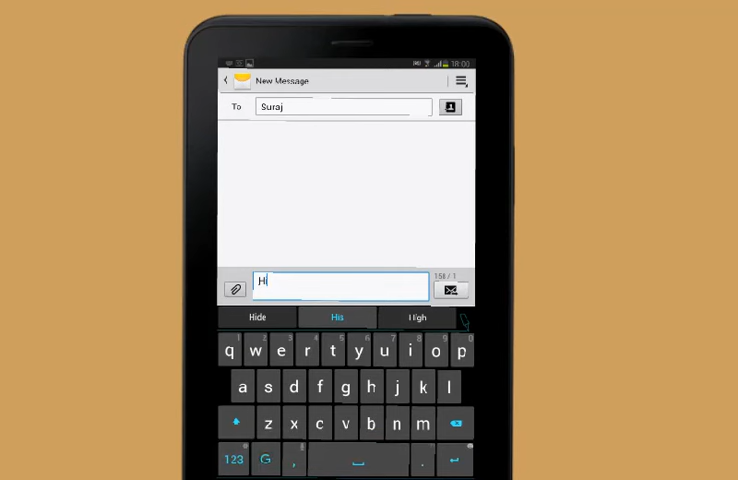 18:00
New Message
To Suraj
158 / 1
Hi
Hide His High
q w e r t y u i o p
a s d f g h j k l
z x c v b n m
123 G , .